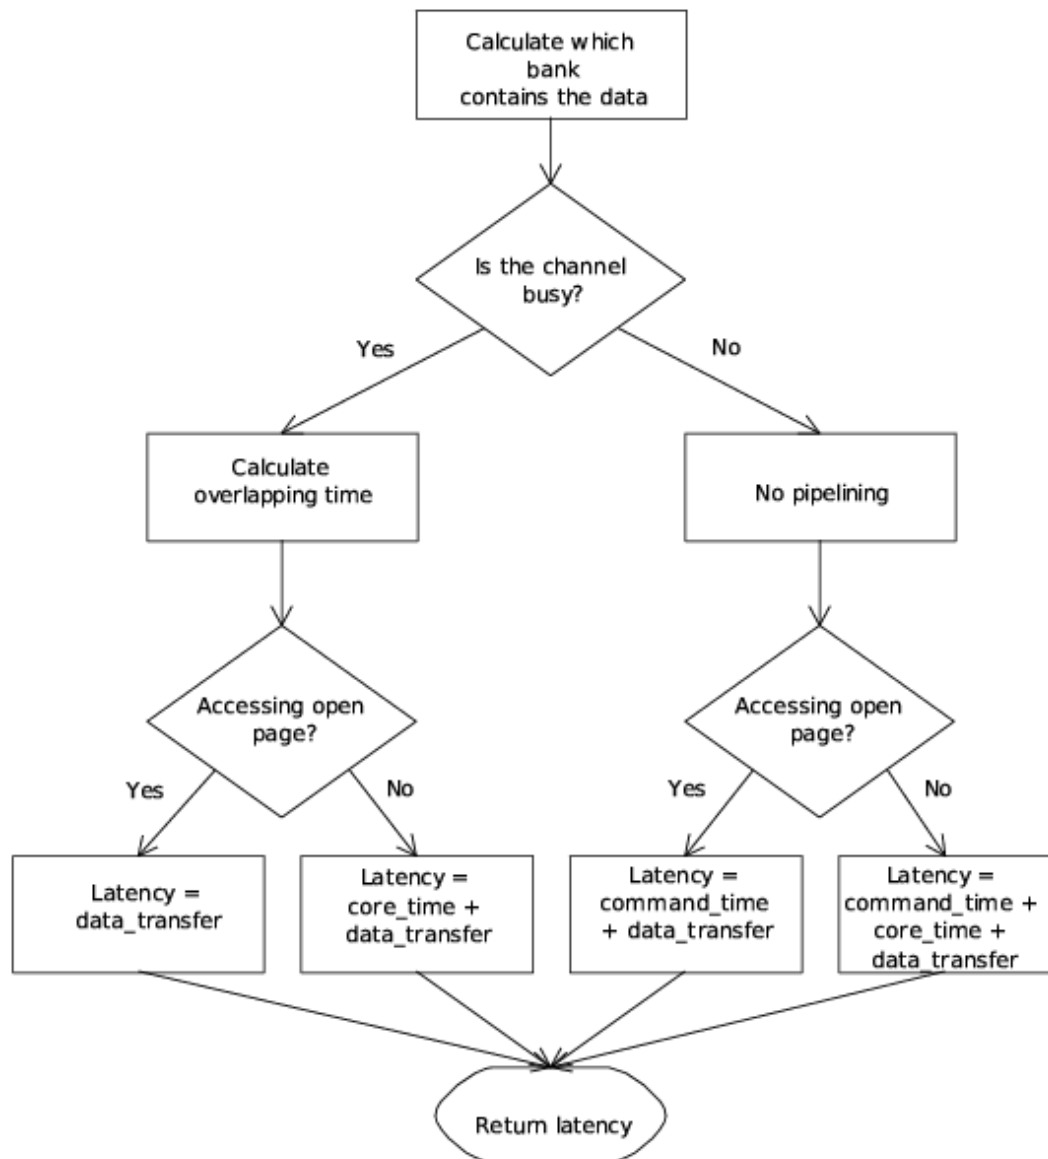 Calculate which
bank
contains the data
Is the channel
busy?
Yes
No
Calculate
overlapping time
No pipelining
Accessing open
page?
Accessing open
page?
Yes
No
Yes
No
Latency =
data_transfer
Latency =
core_time +
data_transfer
Latency =
command_time
+ data_transfer
Latency =
command_time +
core_time +
data_transfer
Return latency